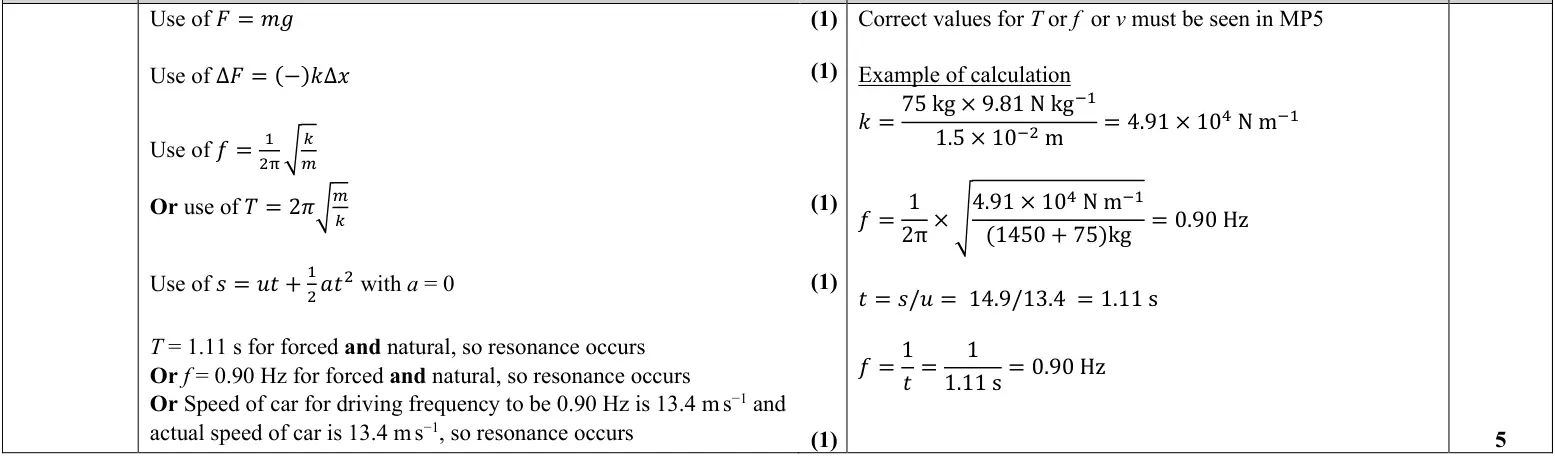 Use of 𝐹 = 𝑚𝑔 (1)
Use of Δ𝐹 = (−)𝑘Δ𝑥 (1)
Use of 𝑓 = 1/2π √(𝑘/𝑚)
Or use of 𝑇 = 2𝜋√(𝑚/𝑘) (1)
Use of 𝑠 = 𝑢𝑡 + 1/2 𝑎𝑡² with a = 0 (1)
T = 1.11 s for forced and natural, so resonance occurs
Or f = 0.90 Hz for forced and natural, so resonance occurs
Or Speed of car for driving frequency to be 0.90 Hz is 13.4 m s⁻¹ and
actual speed of car is 13.4 m s⁻¹, so resonance occurs (1)
Correct values for T or f or v must be seen in MP5
Example of calculation
𝑘 = (75 kg × 9.81 N kg⁻¹)/(1.5 × 10⁻² m) = 4.91 × 10⁴ N m⁻¹
𝑓 = 1/2π × √(4.91 × 10⁴ N m⁻¹/(1450 + 75)kg) = 0.90 Hz
𝑡 = 𝑠/𝑢 = 14.9/13.4 = 1.11 s
𝑓 = 1/𝑡 = 1/1.11 s = 0.90 Hz
5